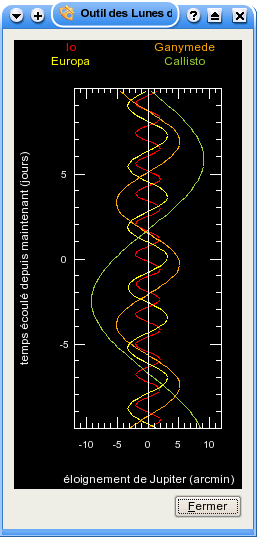 Outil des Lunes d
Io Ganymede
Europa Callisto
5
0
-5
temps écoulé depuis maintenant (jours)
-10 -5 0 5 10
éloignement de Jupiter (arcmin)
Fermer